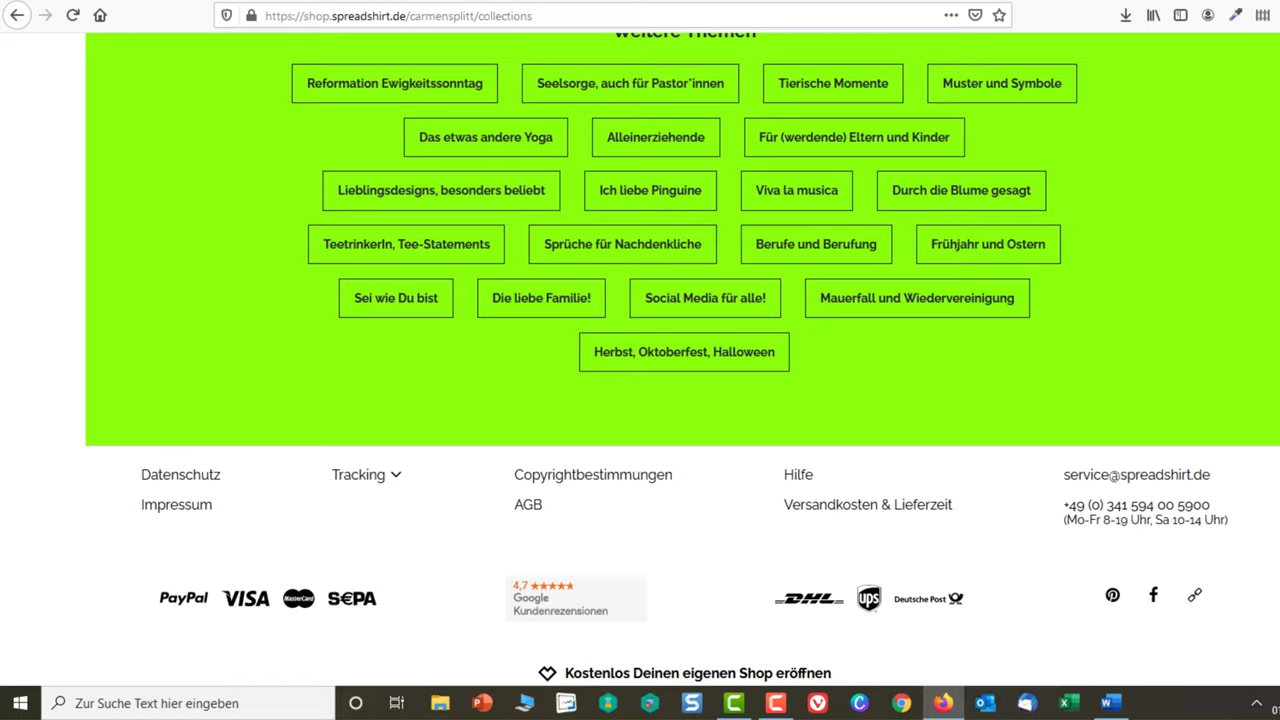 https://shop.spreadshirt.de/carmensplitt/collections
Weitere Themen
Reformation Ewigkeitssonntag
Seelsorge, auch für Pastor*innen
Tierische Momente
Muster und Symbole
Das etwas andere Yoga
Alleinerziehende
Für (werdende) Eltern und Kinder
Lieblingsdesigns, besonders beliebt
Ich liebe Pinguine
Viva la musica
Durch die Blume gesagt
TeetrinkerIn, Tee-Statements
Sprüche für Nachdenkliche
Berufe und Berufung
Frühjahr und Ostern
Sei wie Du bist
Die liebe Familie!
Social Media für alle!
Mauerfall und Wiedervereinigung
Herbst, Oktoberfest, Halloween
Datenschutz
Tracking
Copyrightbestimmungen
Hilfe
service@spreadshirt.de
Impressum
AGB
Versandkosten & Lieferzeit
+49 (0) 341 594 00 5900
(Mo-Fr 8-19 Uhr, Sa 10-14 Uhr)
PayPal
VISA
MasterCard
S€PA
4,7
Google
Kundenrezensionen
DHL
ups
Deutsche Post
Kostenlos Deinen eigenen Shop eröffnen
Zur Suche Text hier eingeben